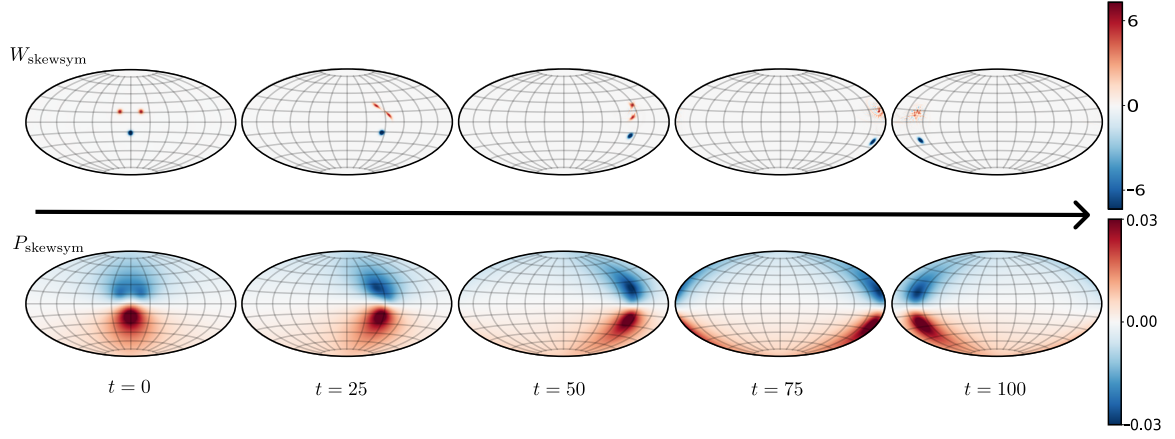 W_skewsym
6
0
−6
P_skewsym
0.03
0.00
−0.03
t = 0
t = 25
t = 50
t = 75
t = 100